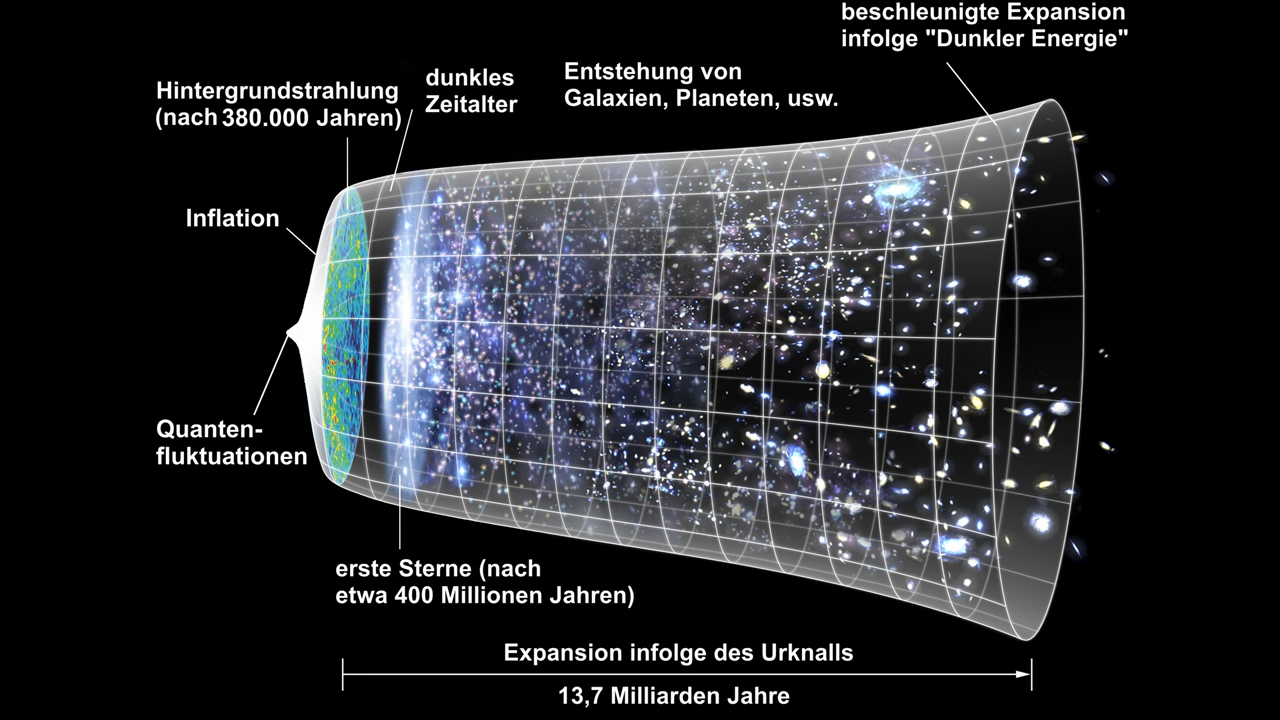 beschleunigte Expansion
infolge "Dunkler Energie"
Hintergrundstrahlung
(nach 380.000 Jahren)
dunkles
Zeitalter
Entstehung von
Galaxien, Planeten, usw.
Inflation
Quanten-
fluktuationen
erste Sterne (nach
etwa 400 Millionen Jahren)
Expansion infolge des Urknalls
13,7 Milliarden Jahre